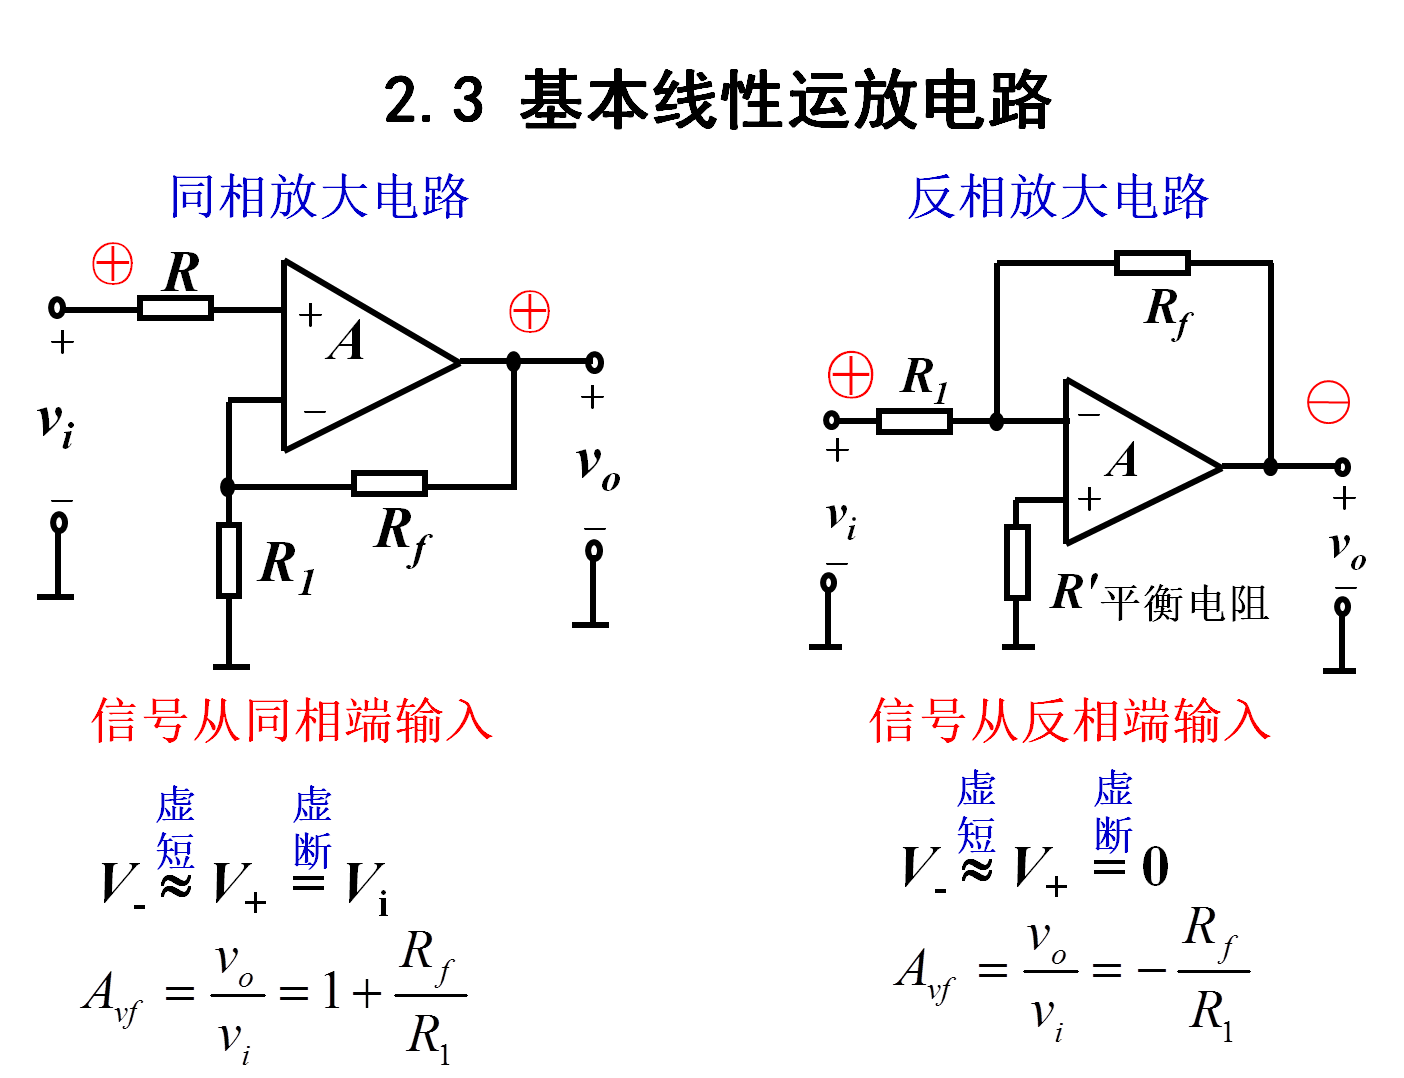 2.3 基本线性运放电路
同相放大电路
⊕ R
+ A
⊕
+
vi
−
+
vo
−
−
Rf
R1
信号从同相端输入
虚短 虚断
V- ≈ V+ = Vi
Avf = vo/vi = 1 + Rf/R1
反相放大电路
Rf
⊕ R1
⊖
− A
+
+
vi
−
+
vo
−
R′平衡电阻
信号从反相端输入
虚短 虚断
V- ≈ V+ = 0
Avf = vo/vi = − Rf/R1